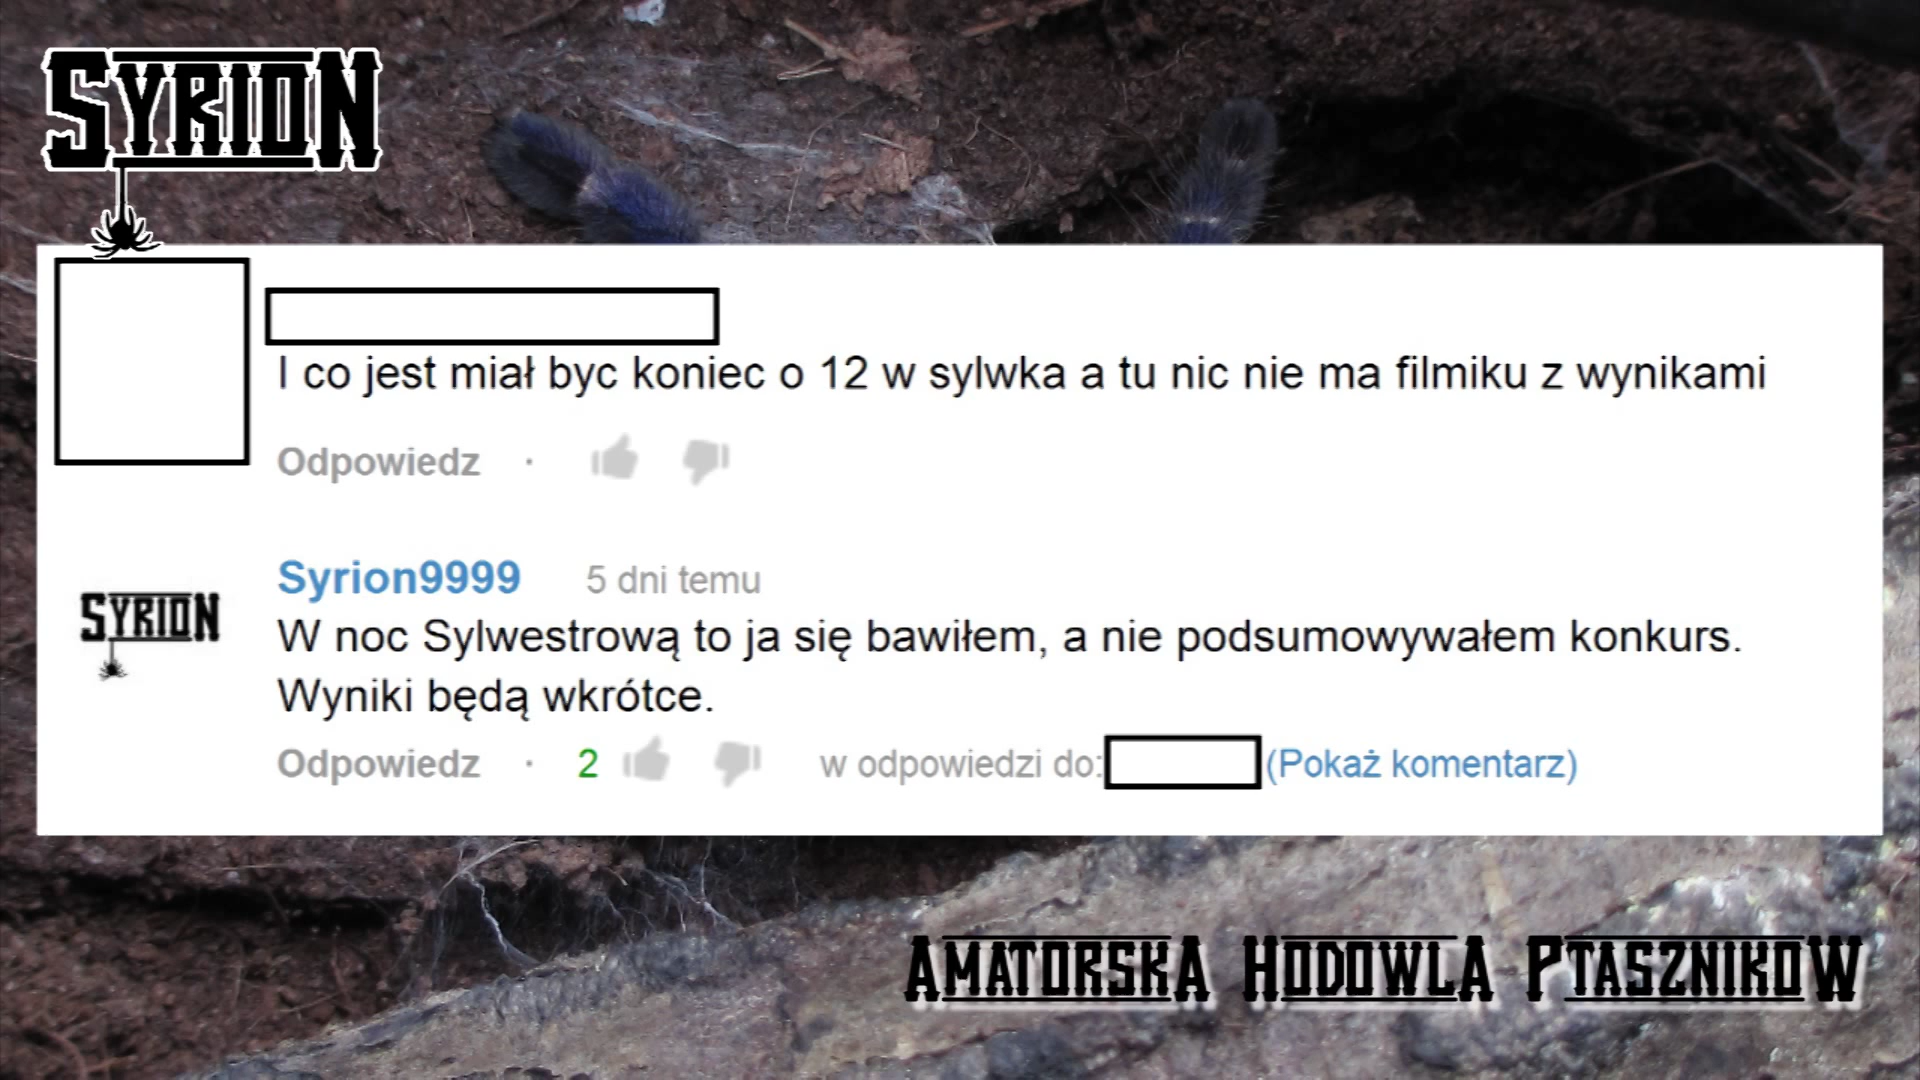 SYRION
I co jest miał byc koniec o 12 w sylwka a tu nic nie ma filmiku z wynikami
Odpowiedz ·
Syrion9999 5 dni temu
SYRION
W noc Sylwestrową to ja się bawiłem, a nie podsumowywałem konkurs.
Wyniki będą wkrótce.
Odpowiedz · 2 w odpowiedzi do: (Pokaż komentarz)
AMATORSKA HODOWLA PTASZNIKOW